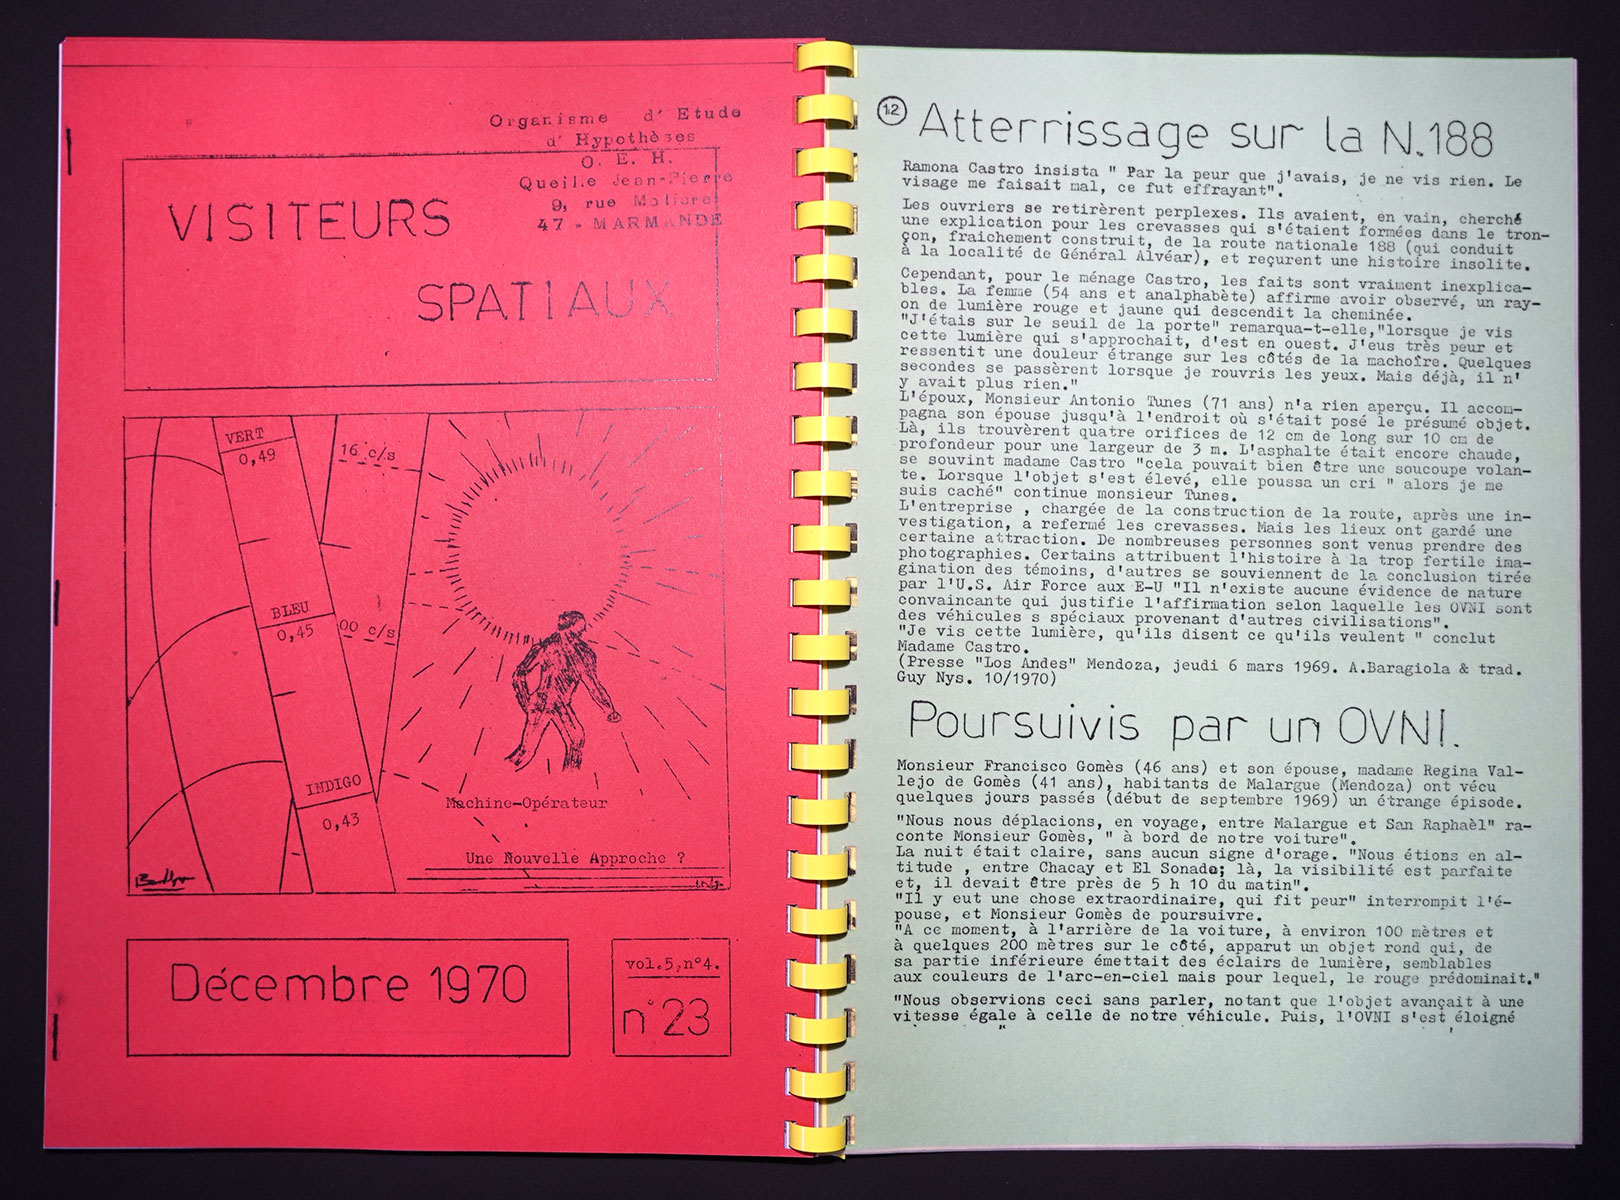 Organisme d'Etude
d'Hypothèses
O. E. H.
Queille Jean-Pierre
9, rue Molière
47 - MARMANDE
VISITEURS
SPATIAUX
VERT
0,49
16 c/s
BLEU
0,45
00 c/s
INDIGO
0,43
Machine-Opérateur
Une Nouvelle Approche ?
Décembre 1970
vol.5,n°4.
n°23
12
Atterrissage sur la N.188
Ramona Castro insista " Par la peur que j'avais, je ne vis rien. Le
visage me faisait mal, ce fut effrayant".
Les ouvriers se retirèrent perplexes. Ils avaient, en vain, cherché
une explication pour les crevasses qui s'étaient formées dans le tron-
çon, fraichement construit, de la route nationale 188 (qui conduit
à la localité de Général Alvéar), et reçurent une histoire insolite.
Cependant, pour le ménage Castro, les faits sont vraiment inexplica-
bles. La femme (54 ans et analphabète) affirme avoir observé, un ray-
on de lumière rouge et jaune qui descendit la cheminée.
"J'étais sur le seuil de la porte" remarqua-t-elle,"lorsque je vis
cette lumière qui s'approchait, d'est en ouest. J'eus très peur et
ressentit une douleur étrange sur les côtés de la machoîre. Quelques
secondes se passèrent lorsque je rouvris les yeux. Mais déjà, il n'
y avait plus rien."
L'époux, Monsieur Antonio Tunes (71 ans) n'a rien aperçu. Il accom-
pagna son épouse jusqu'à l'endroit où s'était posé le présumé objet.
Là, ils trouvèrent quatre orifices de 12 cm de long sur 10 cm de
profondeur pour une largeur de 3 m. L'asphalte était encore chaude,
se souvint madame Castro "cela pouvait bien être une soucoupe volan-
te. Lorsque l'objet s'est élevé, elle poussa un cri " alors je me
suis caché" continue monsieur Tunes.
L'entreprise , chargée de la construction de la route, après une in-
vestigation, a refermé les crevasses. Mais les lieux ont gardé une
certaine attraction. De nombreuses personnes sont venus prendre des
photographies. Certains attribuent l'histoire à la trop fertile ima-
gination des témoins, d'autres se souviennent de la conclusion tirée
par l'U.S. Air Force aux E-U "Il n'existe aucune évidence de nature
convaincante qui justifie l'affirmation selon laquelle les OVNI sont
des véhicules s spéciaux provenant d'autres civilisations".
"Je vis cette lumière, qu'ils disent ce qu'ils veulent " conclut
Madame Castro.
(Presse "Los Andes" Mendoza, jeudi 6 mars 1969. A.Baragiola & trad.
Guy Nys. 10/1970)
Poursuivis par un OVNI.
Monsieur Francisco Gomès (46 ans) et son épouse, madame Regina Val-
lejo de Gomès (41 ans), habitants de Malargue (Mendoza) ont vécu
quelques jours passés (début de septembre 1969) un étrange épisode.
"Nous nous déplacions, en voyage, entre Malargue et San Raphaèl" ra-
conte Monsieur Gomès, " à bord de notre voiture".
La nuit était claire, sans aucun signe d'orage. "Nous étions en al-
titude , entre Chacay et El Sonado; là, la visibilité est parfaite
et, il devait être près de 5 h 10 du matin".
"Il y eut une chose extraordinaire, qui fit peur" interrompit l'é-
pouse, et Monsieur Gomès de poursuivre.
"A ce moment, à l'arrière de la voiture, à environ 100 mètres et
à quelques 200 mètres sur le côté, apparut un objet rond qui, de
sa partie inférieure émettait des éclairs de lumière, semblables
aux couleurs de l'arc-en-ciel mais pour lequel, le rouge prédominait."
"Nous observions ceci sans parler, notant que l'objet avançait à une
vitesse égale à celle de notre véhicule. Puis, l'OVNI s'est éloigné